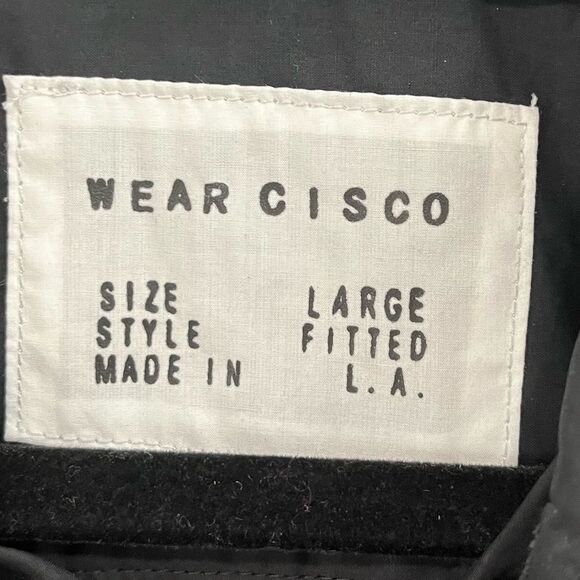 WEAR CISCO
SIZE LARGE
STYLE FITTED
MADE IN L.A.